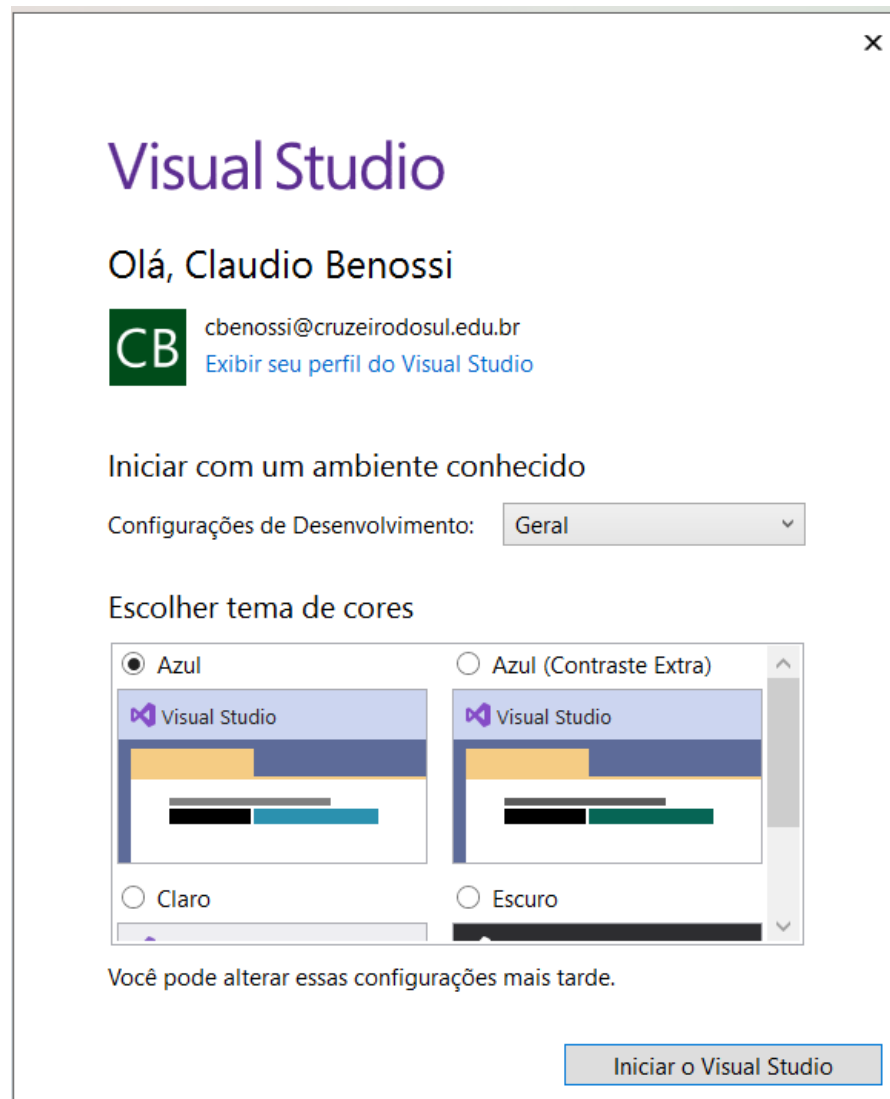 Visual Studio
Olá, Claudio Benossi
CB
cbenossi@cruzeirodosul.edu.br
Exibir seu perfil do Visual Studio
Iniciar com um ambiente conhecido
Configurações de Desenvolvimento: Geral
Escolher tema de cores
Azul Azul (Contraste Extra)
Visual Studio Visual Studio
Claro Escuro
Você pode alterar essas configurações mais tarde.
Iniciar o Visual Studio